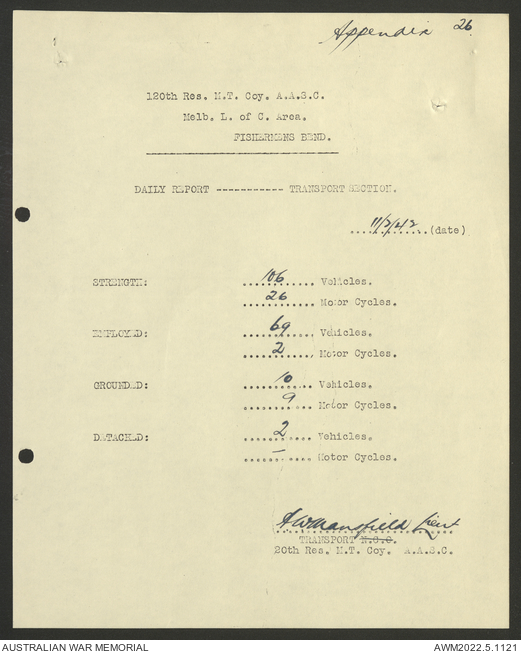 Appendix 26.
120th Res. M.T. Coy. A.A.S.C.
Melb. L. of C. Area.
FISHERMENS BEND.
DAILY REPORT ----------- TRANSPORT SECTION.
11/2/42 (date)
STRENGTH: 106 Vehicles.
26 Motor Cycles.
EMPLOYED: 69 Vehicles.
2 Motor Cycles.
GROUNDED: 10 Vehicles.
9 Motor Cycles.
DETACHED: 2 Vehicles.
— Motor Cycles.
Mansfield Lieut
TRANSPORT N.C.O.
20th Res. M.T. Coy. A.A.S.C.
AUSTRALIAN WAR MEMORIAL
AWM2022.5.1121